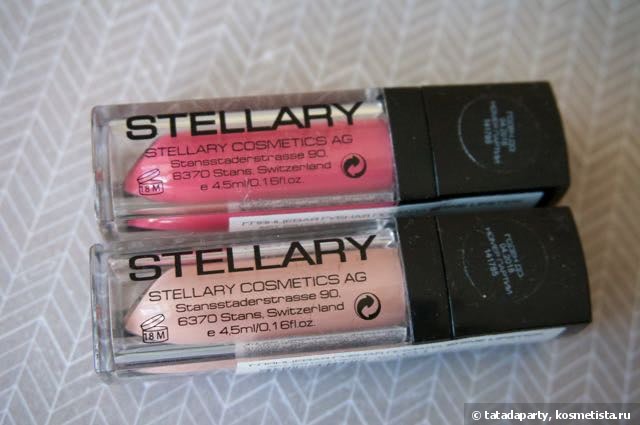 STELLARY
STELLARY COSMETICS AG
Stansstaderstrasse 90,
6370 Stans, Switzerland
e 4.5ml/0.16fl.oz.
18 M
STELLARY
STELLARY COSMETICS AG
Stansstaderstrasse 90,
6370 Stans, Switzerland
e 4.5ml/0.16fl.oz.
18 M
© tatadaparty, kosmetista.ru